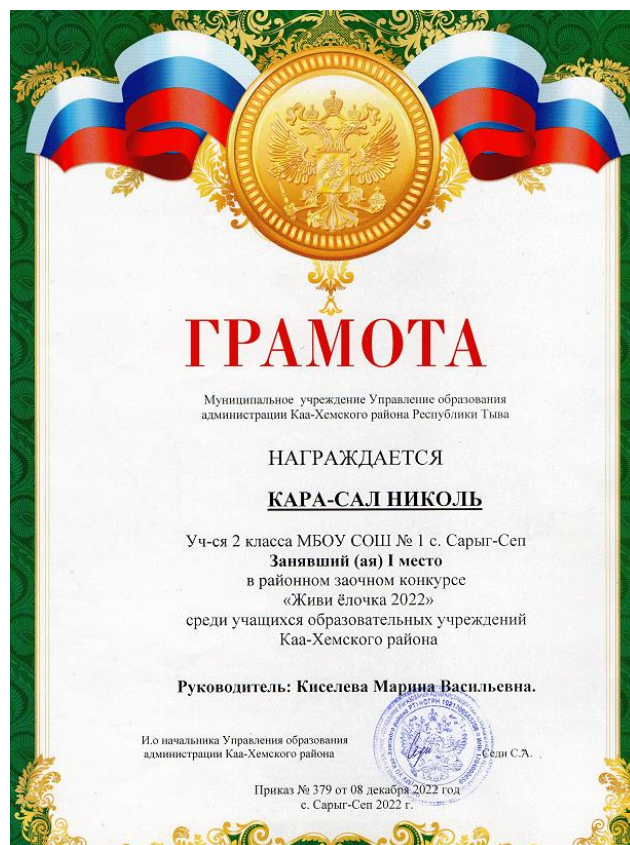 ГРАМОТА
Муниципальное учреждение Управление образования
администрации Каа-Хемского района Республики Тыва
НАГРАЖДАЕТСЯ
КАРА-САЛ НИКОЛЬ
Уч-ся 2 класса МБОУ СОШ № 1 с. Сарыг-Сеп
Занявший (ая) I место
в районном заочном конкурсе
«Живи ёлочка 2022»
среди учащихся образовательных учреждений
Каа-Хемского района
Руководитель: Киселева Марина Васильевна.
И.о начальника Управления образования
администрации Каа-Хемского района
Седи С.А.
Приказ № 379 от 08 декабря 2022 год
с. Сарыг-Сеп 2022 г.